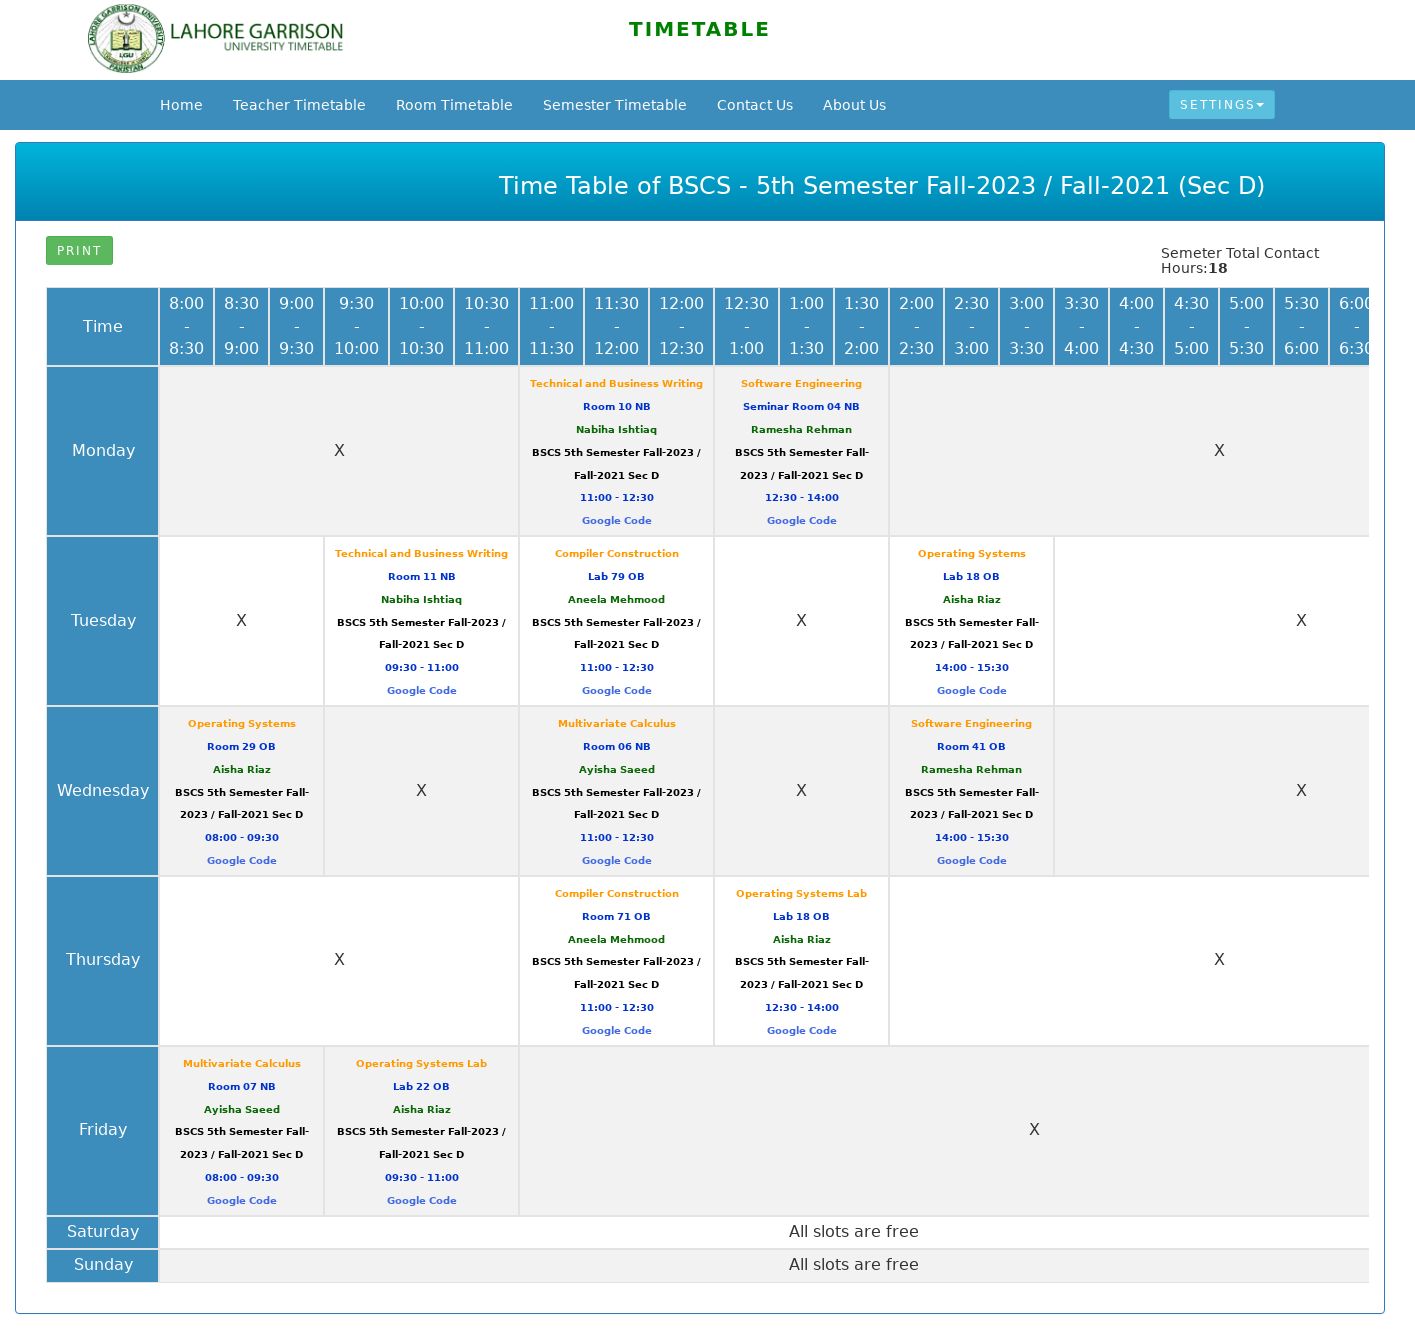 LAHORE GARRISON
UNIVERSITY TIMETABLE
TIMETABLE
Home Teacher Timetable Room Timetable Semester Timetable Contact Us About Us SETTINGS
Time Table of BSCS - 5th Semester Fall-2023 / Fall-2021 (Sec D)
PRINT
Semeter Total Contact
Hours:18
Time
8:00 - 8:30
8:30 - 9:00
9:00 - 9:30
9:30 - 10:00
10:00 - 10:30
10:30 - 11:00
11:00 - 11:30
11:30 - 12:00
12:00 - 12:30
12:30 - 1:00
1:00 - 1:30
1:30 - 2:00
2:00 - 2:30
2:30 - 3:00
3:00 - 3:30
3:30 - 4:00
4:00 - 4:30
4:30 - 5:00
5:00 - 5:30
5:30 - 6:00
6:00 - 6:30
Monday
X
Technical and Business Writing
Room 10 NB
Nabiha Ishtiaq
BSCS 5th Semester Fall-2023 /
Fall-2021 Sec D
11:00 - 12:30
Google Code
Software Engineering
Seminar Room 04 NB
Ramesha Rehman
BSCS 5th Semester Fall-
2023 / Fall-2021 Sec D
12:30 - 14:00
Google Code
X
Tuesday
X
Technical and Business Writing
Room 11 NB
Nabiha Ishtiaq
BSCS 5th Semester Fall-2023 /
Fall-2021 Sec D
09:30 - 11:00
Google Code
Compiler Construction
Lab 79 OB
Aneela Mehmood
BSCS 5th Semester Fall-2023 /
Fall-2021 Sec D
11:00 - 12:30
Google Code
X
Operating Systems
Lab 18 OB
Aisha Riaz
BSCS 5th Semester Fall-
2023 / Fall-2021 Sec D
14:00 - 15:30
Google Code
X
Wednesday
Operating Systems
Room 29 OB
Aisha Riaz
BSCS 5th Semester Fall-
2023 / Fall-2021 Sec D
08:00 - 09:30
Google Code
X
Multivariate Calculus
Room 06 NB
Ayisha Saeed
BSCS 5th Semester Fall-2023 /
Fall-2021 Sec D
11:00 - 12:30
Google Code
X
Software Engineering
Room 41 OB
Ramesha Rehman
BSCS 5th Semester Fall-
2023 / Fall-2021 Sec D
14:00 - 15:30
Google Code
X
Thursday
X
Compiler Construction
Room 71 OB
Aneela Mehmood
BSCS 5th Semester Fall-2023 /
Fall-2021 Sec D
11:00 - 12:30
Google Code
Operating Systems Lab
Lab 18 OB
Aisha Riaz
BSCS 5th Semester Fall-
2023 / Fall-2021 Sec D
12:30 - 14:00
Google Code
X
Friday
Multivariate Calculus
Room 07 NB
Ayisha Saeed
BSCS 5th Semester Fall-
2023 / Fall-2021 Sec D
08:00 - 09:30
Google Code
Operating Systems Lab
Lab 22 OB
Aisha Riaz
BSCS 5th Semester Fall-2023 /
Fall-2021 Sec D
09:30 - 11:00
Google Code
X
Saturday
All slots are free
Sunday
All slots are free